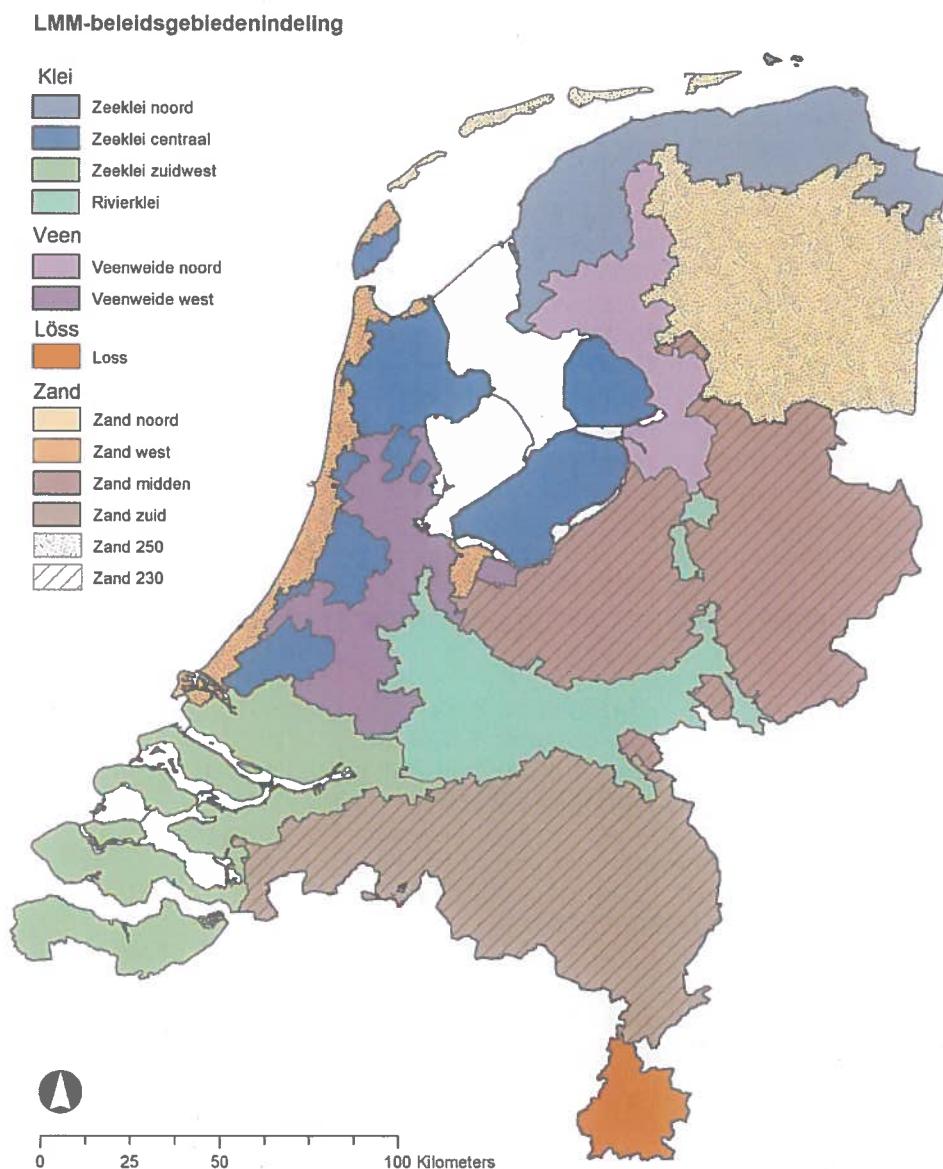 LMM-beleidsgebiedenindeling
Klei
Zeeklei noord
Zeeklei centraal
Zeeklei zuidwest
Rivierklei
Veen
Veenweide noord
Veenweide west
Löss
Loss
Zand
Zand noord
Zand west
Zand midden
Zand zuid
Zand 250
Zand 230
0 25 50 100 Kilometers